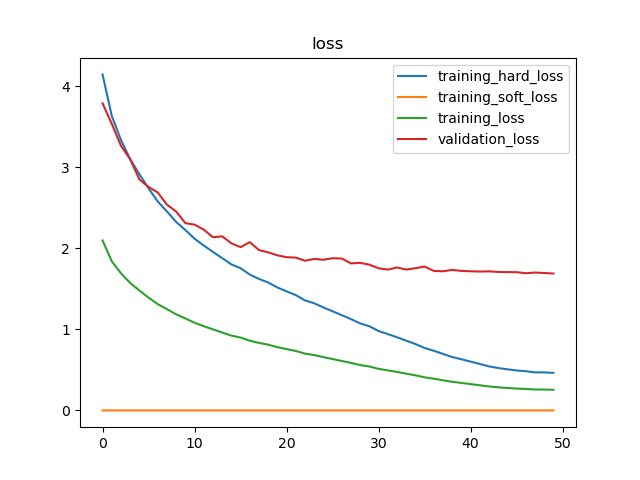 loss
training_hard_loss
training_soft_loss
training_loss
validation_loss
4
3
2
1
0
0 10 20 30 40 50